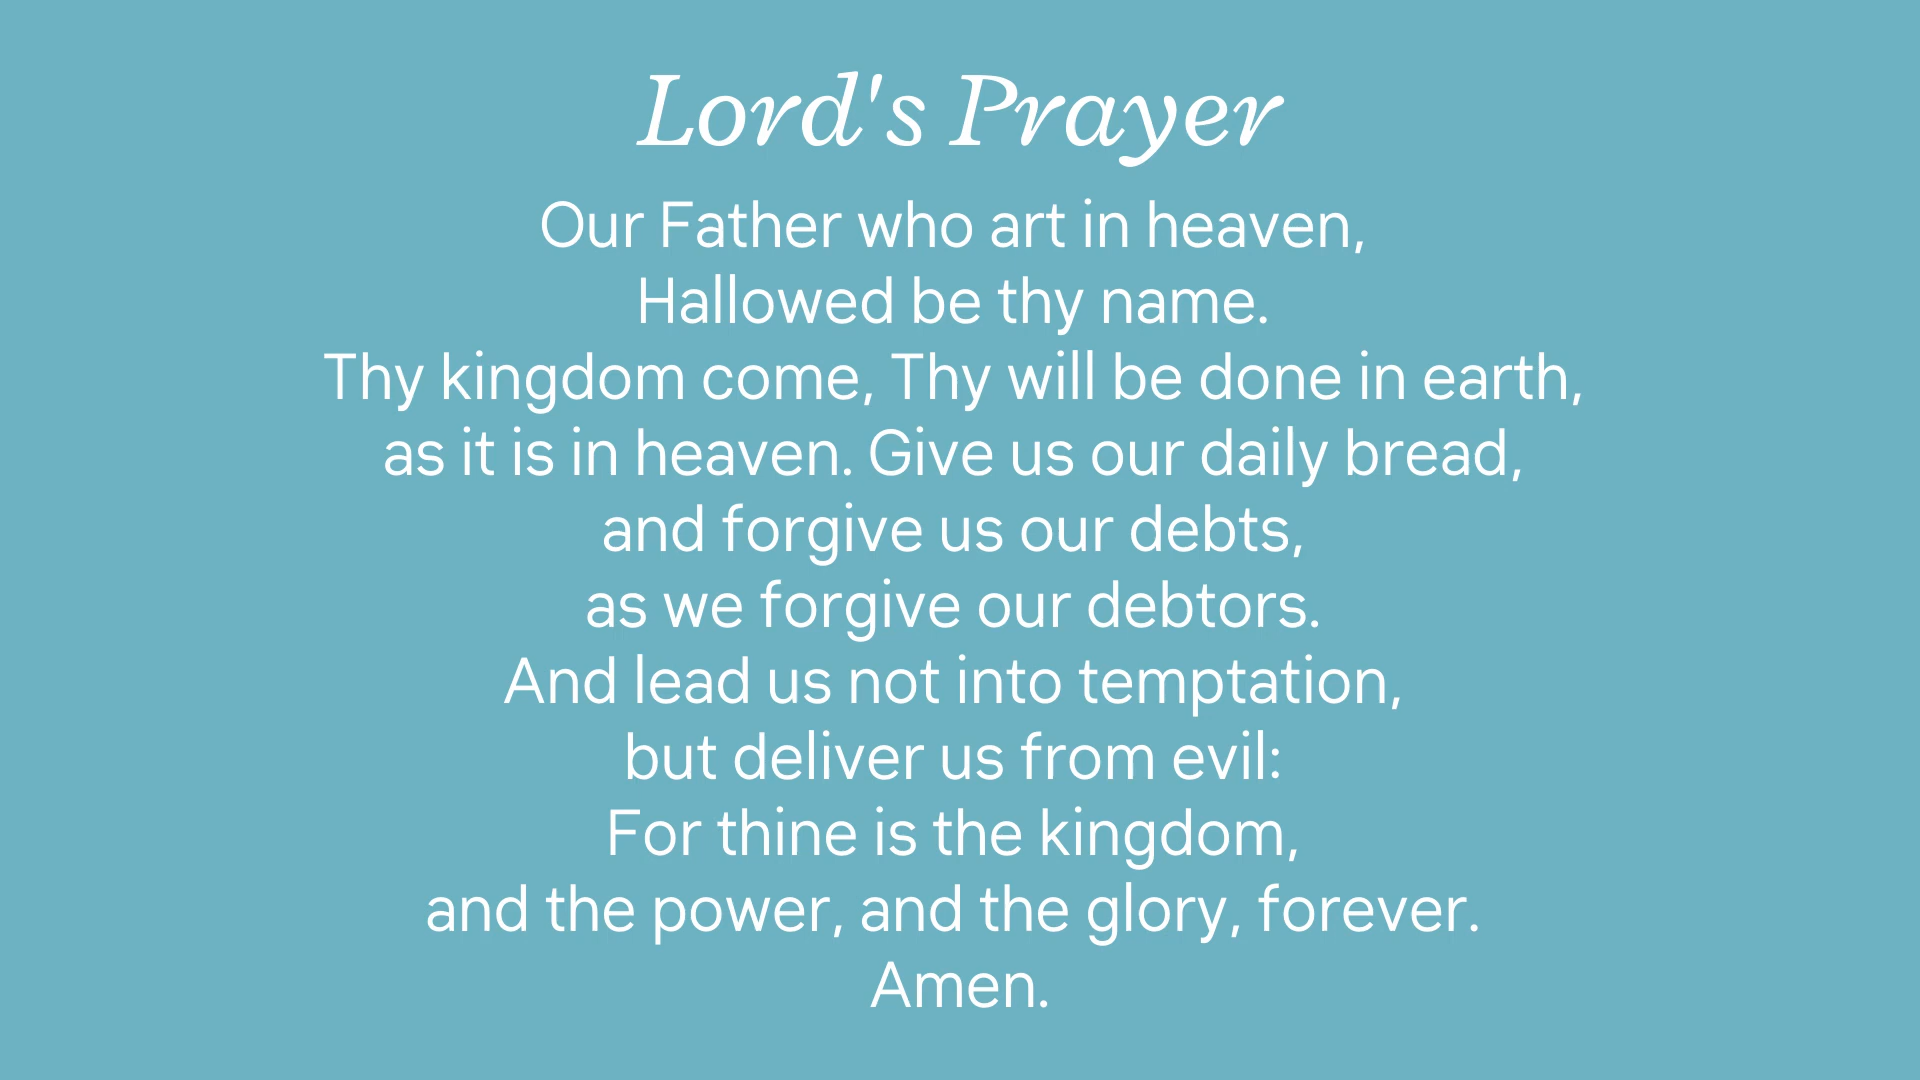 Lord's Prayer
Our Father who art in heaven,
Hallowed be thy name.
Thy kingdom come, Thy will be done in earth,
as it is in heaven. Give us our daily bread,
and forgive us our debts,
as we forgive our debtors.
And lead us not into temptation,
but deliver us from evil:
For thine is the kingdom,
and the power, and the glory, forever.
Amen.